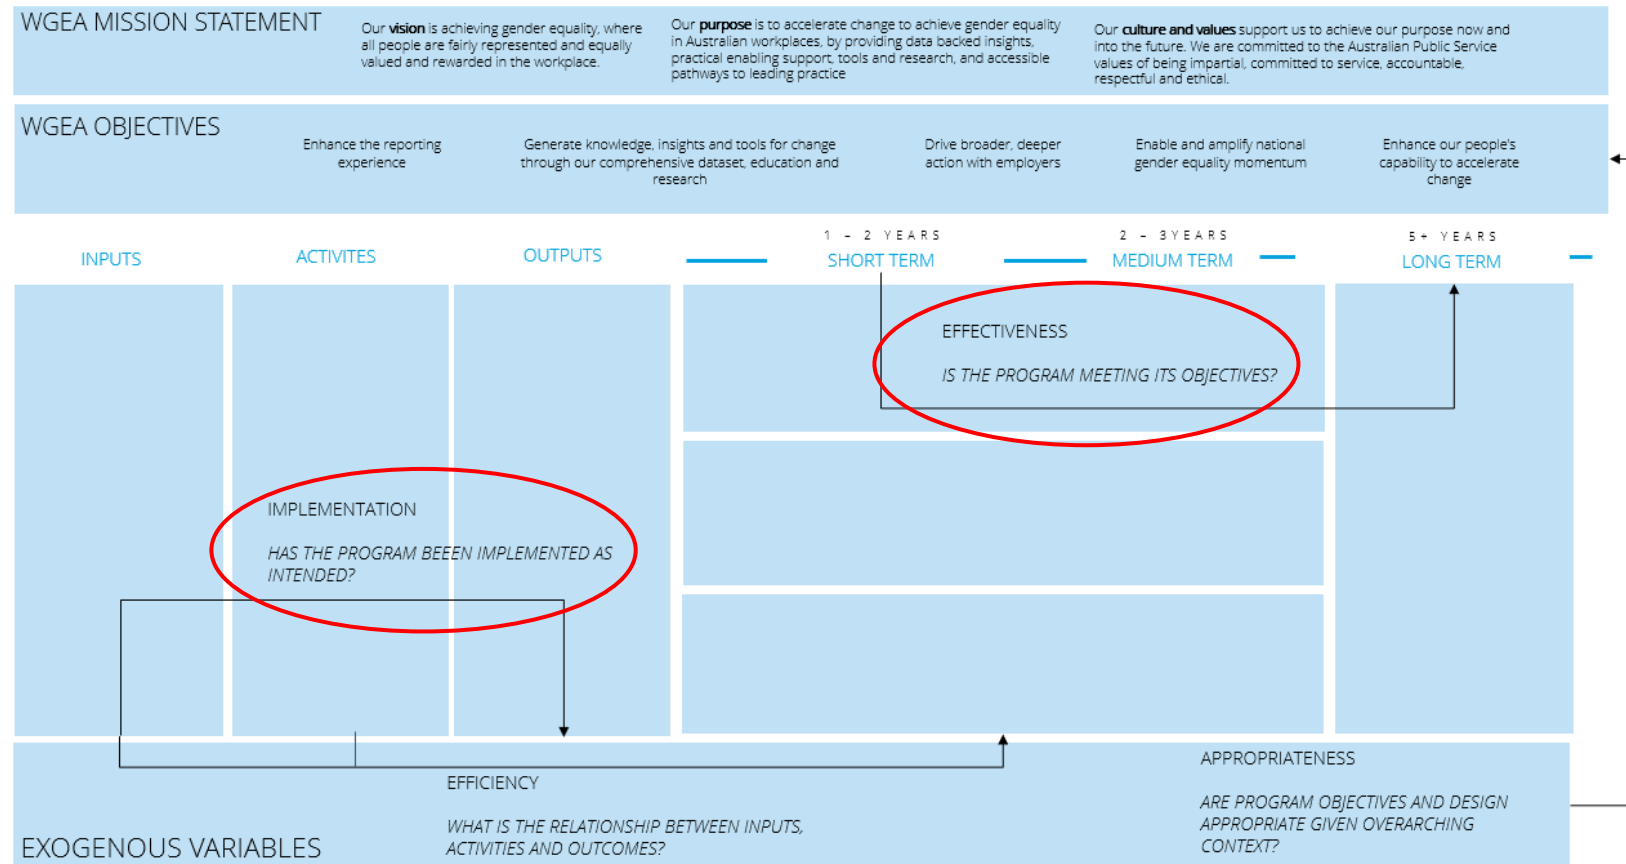 WGEA MISSION STATEMENT
Our vision is achieving gender equality, where
all people are fairly represented and equally
valued and rewarded in the workplace.
Our purpose is to accelerate change to achieve gender equality
in Australian workplaces, by providing data backed insights,
practical enabling support, tools and research, and accessible
pathways to leading practice
Our culture and values support us to achieve our purpose now and
into the future. We are committed to the Australian Public Service
values of being impartial, committed to service, accountable,
respectful and ethical.
WGEA OBJECTIVES
Enhance the reporting
experience
Generate knowledge, insights and tools for change
through our comprehensive dataset, education and
research
Drive broader, deeper
action with employers
Enable and amplify national
gender equality momentum
Enhance our people's
capability to accelerate
change
INPUTS
ACTIVITES
OUTPUTS
1 – 2 YEARS
SHORT TERM
2 – 3YEARS
MEDIUM TERM
5+ YEARS
LONG TERM
EFFECTIVENESS
IS THE PROGRAM MEETING ITS OBJECTIVES?
IMPLEMENTATION
HAS THE PROGRAM BEEEN IMPLEMENTED AS
INTENDED?
EFFICIENCY
WHAT IS THE RELATIONSHIP BETWEEN INPUTS,
ACTIVITIES AND OUTCOMES?
APPROPRIATENESS
ARE PROGRAM OBJECTIVES AND DESIGN
APPROPRIATE GIVEN OVERARCHING
CONTEXT?
EXOGENOUS VARIABLES